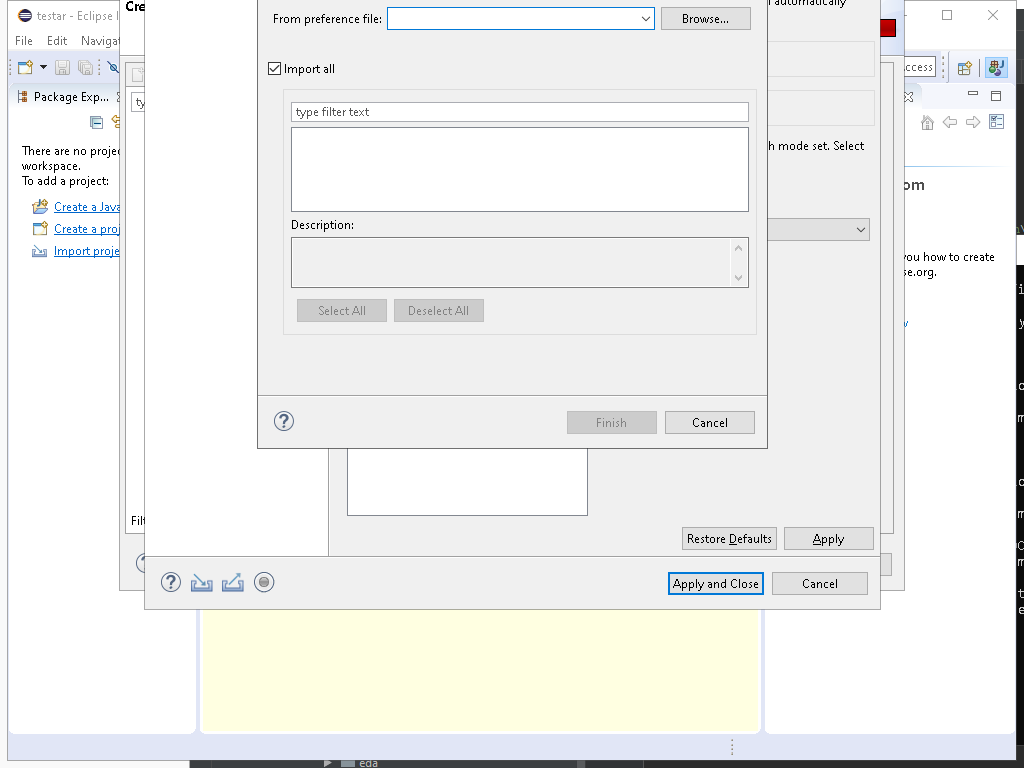 testar - Eclipse
Cre
automatically
From preference file:
Browse...
File Edit Navigat
Import all
ccess
Package Exp...
ty
type filter text
There are no projec
workspace.
To add a project:
h mode set. Select
om
Create a Java
Description:
Create a proj
Import proje
you how to create
se.org.
Select All
Deselect All
Finish
Cancel
Filt
Restore Defaults
Apply
Apply and Close
Cancel
eda